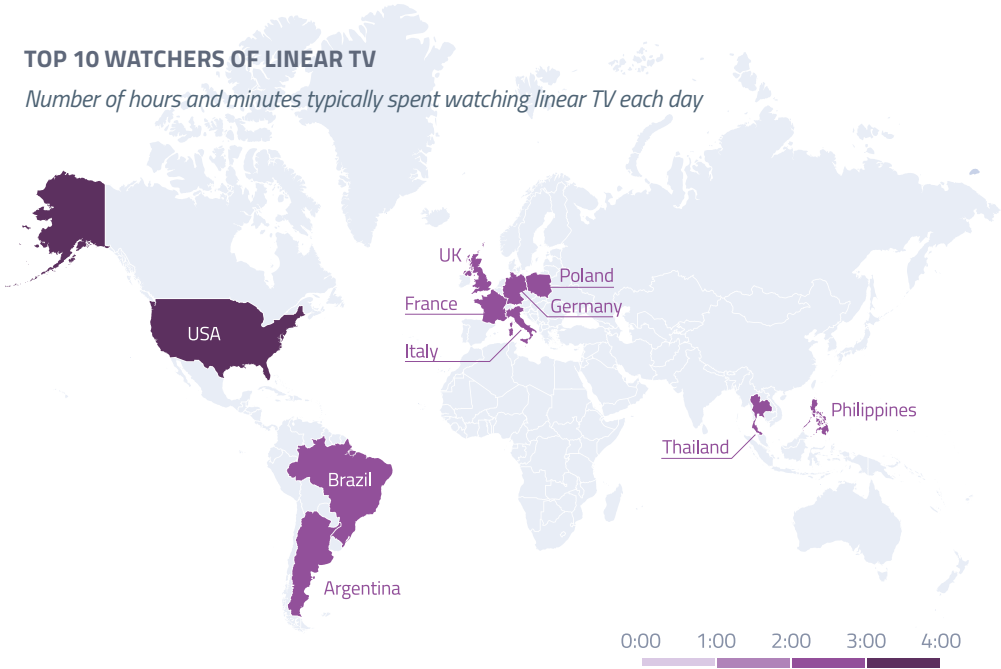 TOP 10 WATCHERS OF LINEAR TV
Number of hours and minutes typically spent watching linear TV each day
UK
Poland
France
Germany
USA
Italy
Philippines
Thailand
Brazil
Argentina
0:00 1:00 2:00 3:00 4:00